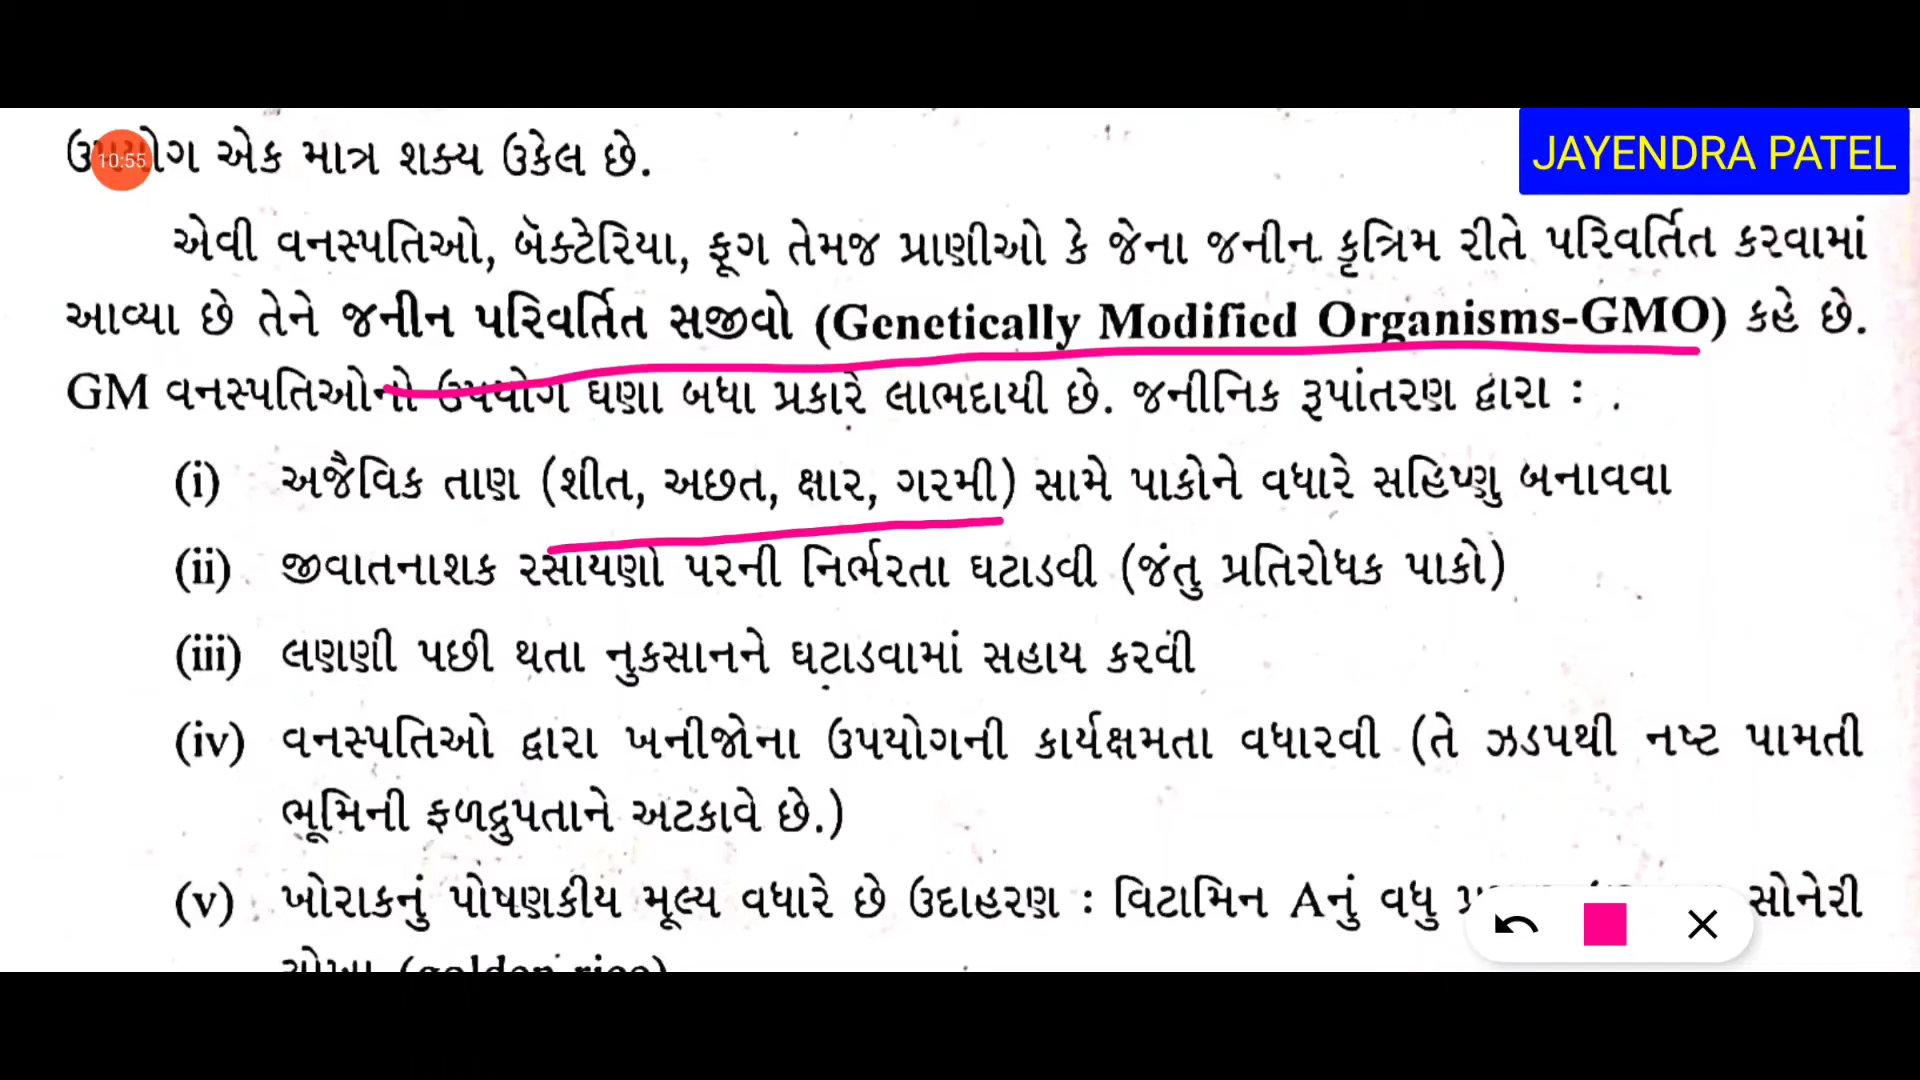 એક માત્ર શક્ય ઉકેલ છે.
10:55
JAYENDRA PATEL
એવી વનસ્પતિઓ, બૅક્ટેરિયા, ફૂગ તેમજ પ્રાણીઓ કે જેના જનીન કૃત્રિમ રીતે પરિવર્તિત કરવામાં
આવ્યા છે તેને જનીન પરિવર્તિત સજીવો (Genetically Modified Organisms-GMO) કહે છે.
GM વનસ્પતિઓનો ઉપયોગ ઘણા બધા પ્રકારે લાભદાયી છે. જનીનિક રૂપાંતરણ દ્વારા :
(i) અજૈવિક તાણ (શીત, અછત, ક્ષાર, ગરમી) સામે પાકોને વધારે સહિષ્ણુ બનાવવા
(ii) જીવાતનાશક રસાયણો પરની નિર્ભરતા ઘટાડવી (જંતુ પ્રતિરોધક પાકો)
(iii) લણણી પછી થતા નુકસાનને ઘટાડવામાં સહાય કરવી
(iv) વનસ્પતિઓ દ્વારા ખનીજોના ઉપયોગની કાર્યક્ષમતા વધારવી (તે ઝડપથી નષ્ટ પામતી
ભૂમિની ફળદ્રુપતાને અટકાવે છે.)
(v) ખોરાકનું પોષણકીય મૂલ્ય વધારે છે ઉદાહરણ : વિટામિન Aનું વધુ સોનેરી